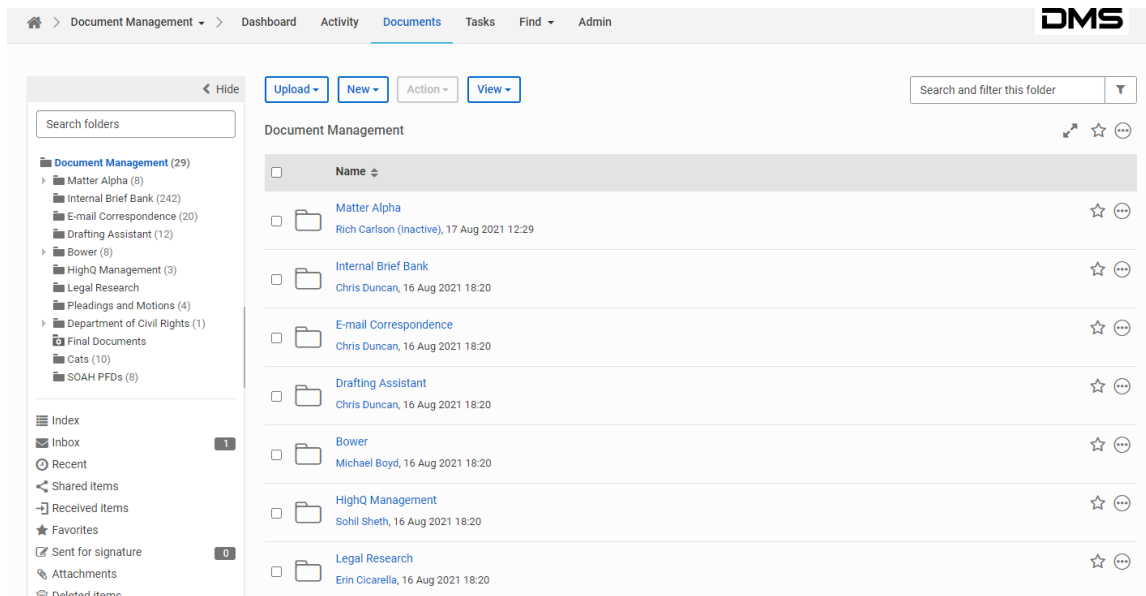 Document Management Dashboard Activity Documents Tasks Find Admin DMS
Hide
Search folders
Document Management (29)
Matter Alpha (8)
Internal Brief Bank (242)
E-mail Correspondence (20)
Drafting Assistant (12)
Bower (8)
HighQ Management (3)
Legal Research
Pleadings and Motions (4)
Department of Civil Rights (1)
Final Documents
Cats (10)
SOAH PFDs (8)
Index
Inbox 1
Recent
Shared items
Received items
Favorites
Sent for signature 0
Attachments
Deleted items
Upload New Action View Search and filter this folder
Document Management
Name
Matter Alpha
Rich Carlson (Inactive), 17 Aug 2021 12:29
Internal Brief Bank
Chris Duncan, 16 Aug 2021 18:20
E-mail Correspondence
Chris Duncan, 16 Aug 2021 18:20
Drafting Assistant
Chris Duncan, 16 Aug 2021 18:20
Bower
Michael Boyd, 16 Aug 2021 18:20
HighQ Management
Sohil Sheth, 16 Aug 2021 18:20
Legal Research
Erin Cicarella, 16 Aug 2021 18:20